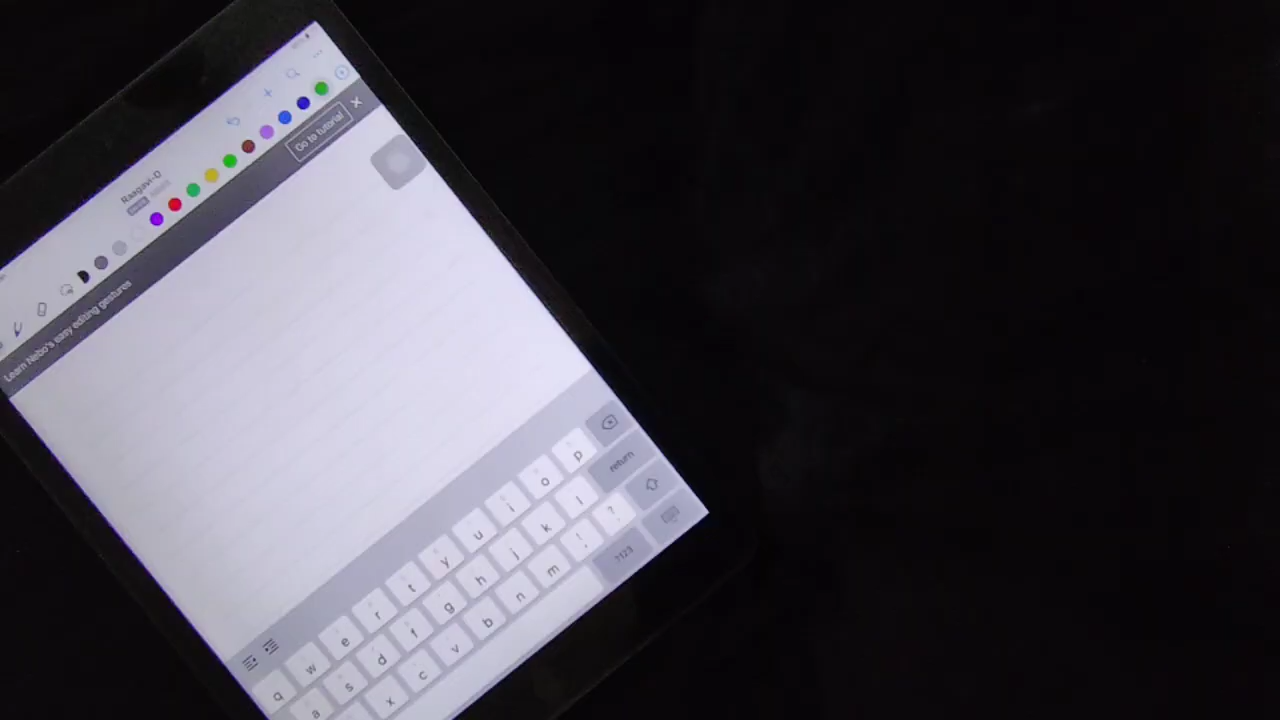 Raagavi-D
Learn Nebo's easy editing gestures
Go to tutorial
q w e r t y u i o p
a s d f g h j k l return
x c v b n m ! ?
?123